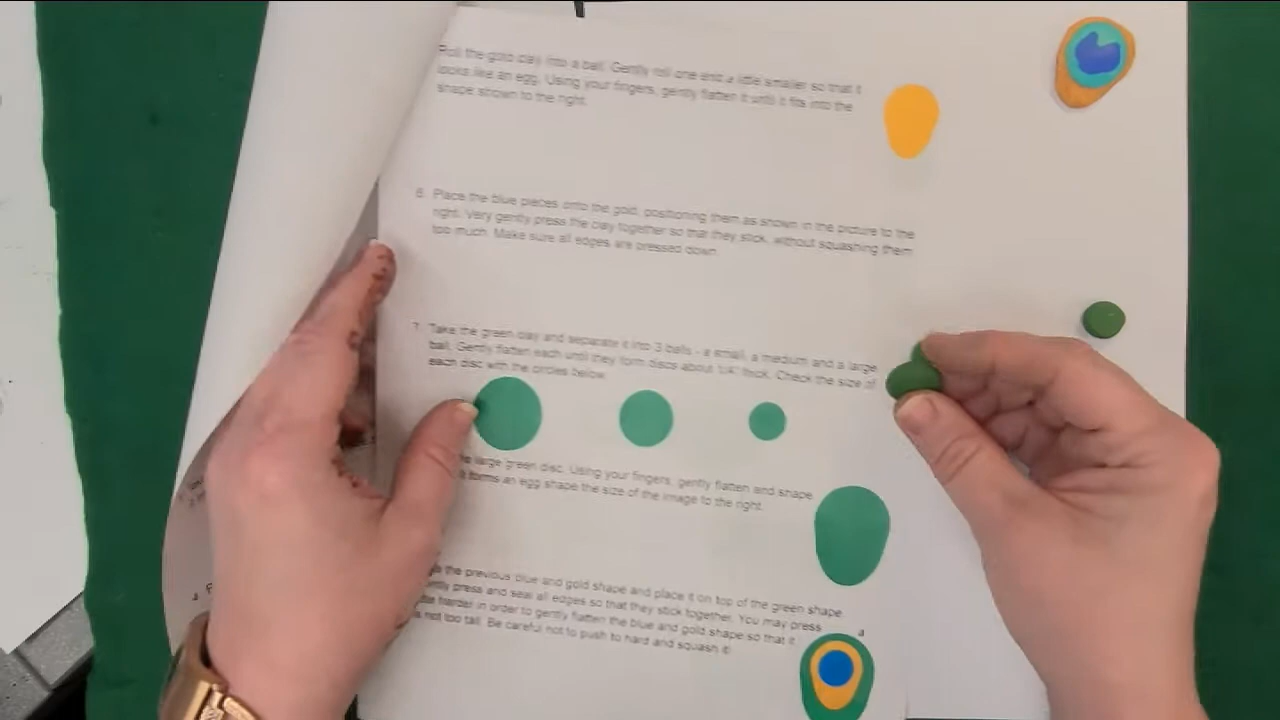 Roll the gold clay into a ball. Gently roll one end a little smaller so that it
looks like an egg. Using your fingers, gently flatten it until it fits into the
shape shown to the right.
6. Place the blue pieces onto the gold, positioning them as shown in the picture to the
right. Very gently press the clay together so that they stick, without squashing them
too much. Make sure all edges are pressed down.
7. Take the green clay and separate it into 3 balls - a small, a medium and a large
ball. Gently flatten each until they form discs about thick. Check the size of
each disc with the circles below.
large green disc. Using your fingers, gently flatten and shape
forms an egg shape the size of the image to the right.
the previous blue and gold shape and place it on top of the green shape.
press and seal all edges so that they stick together. You may press
harder in order to gently flatten the blue and gold shape so that it
is not too tall. Be careful not to push to hard and squash it!